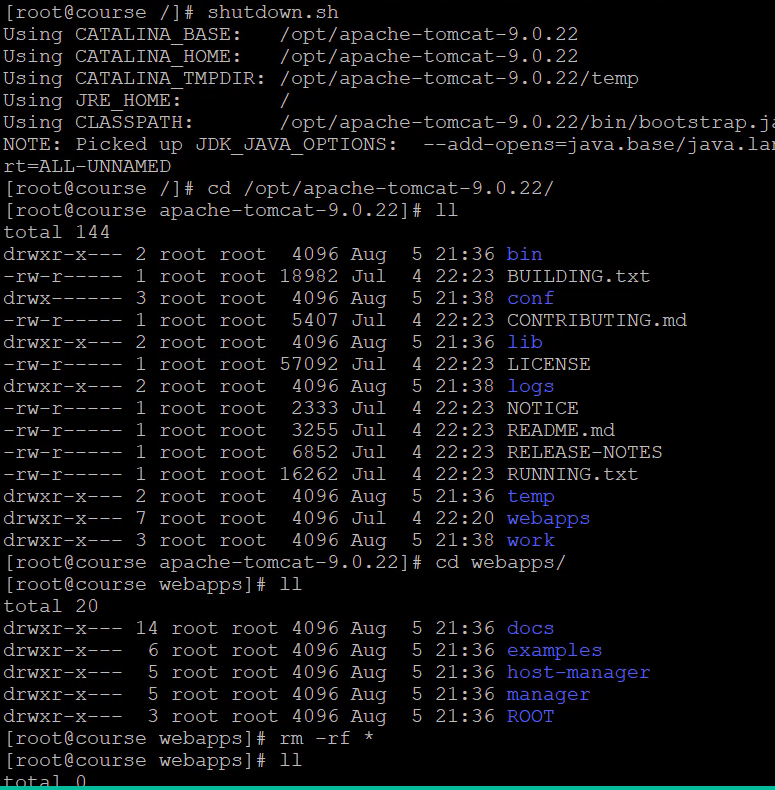 [root@course /]# shutdown.sh
Using CATALINA_BASE:   /opt/apache-tomcat-9.0.22
Using CATALINA_HOME:   /opt/apache-tomcat-9.0.22
Using CATALINA_TMPDIR: /opt/apache-tomcat-9.0.22/temp
Using JRE_HOME:        /
Using CLASSPATH:       /opt/apache-tomcat-9.0.22/bin/bootstrap.ja
NOTE: Picked up JDK_JAVA_OPTIONS:  --add-opens=java.base/java.lan
rt=ALL-UNNAMED
[root@course /]# cd /opt/apache-tomcat-9.0.22/
[root@course apache-tomcat-9.0.22]# ll
total 144
drwxr-x--- 2 root root  4096 Aug  5 21:36 bin
-rw-r----- 1 root root 18982 Jul  4 22:23 BUILDING.txt
drwx------ 3 root root  4096 Aug  5 21:38 conf
-rw-r----- 1 root root  5407 Jul  4 22:23 CONTRIBUTING.md
drwxr-x--- 2 root root  4096 Aug  5 21:36 lib
-rw-r----- 1 root root 57092 Jul  4 22:23 LICENSE
drwxr-x--- 2 root root  4096 Aug  5 21:38 logs
-rw-r----- 1 root root  2333 Jul  4 22:23 NOTICE
-rw-r----- 1 root root  3255 Jul  4 22:23 README.md
-rw-r----- 1 root root  6852 Jul  4 22:23 RELEASE-NOTES
-rw-r----- 1 root root 16262 Jul  4 22:23 RUNNING.txt
drwxr-x--- 2 root root  4096 Aug  5 21:36 temp
drwxr-x--- 7 root root  4096 Jul  4 22:20 webapps
drwxr-x--- 3 root root  4096 Aug  5 21:38 work
[root@course apache-tomcat-9.0.22]# cd webapps/
[root@course webapps]# ll
total 20
drwxr-x--- 14 root root 4096 Aug  5 21:36 docs
drwxr-x---  6 root root 4096 Aug  5 21:36 examples
drwxr-x---  5 root root 4096 Aug  5 21:36 host-manager
drwxr-x---  5 root root 4096 Aug  5 21:36 manager
drwxr-x---  3 root root 4096 Aug  5 21:36 ROOT
[root@course webapps]# rm -rf *
[root@course webapps]# ll
total 0